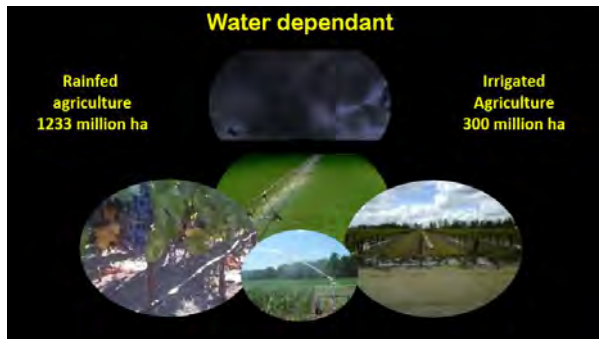 Water dependant
Rainfed
agriculture
1233 million ha
Irrigated
Agriculture
300 million ha